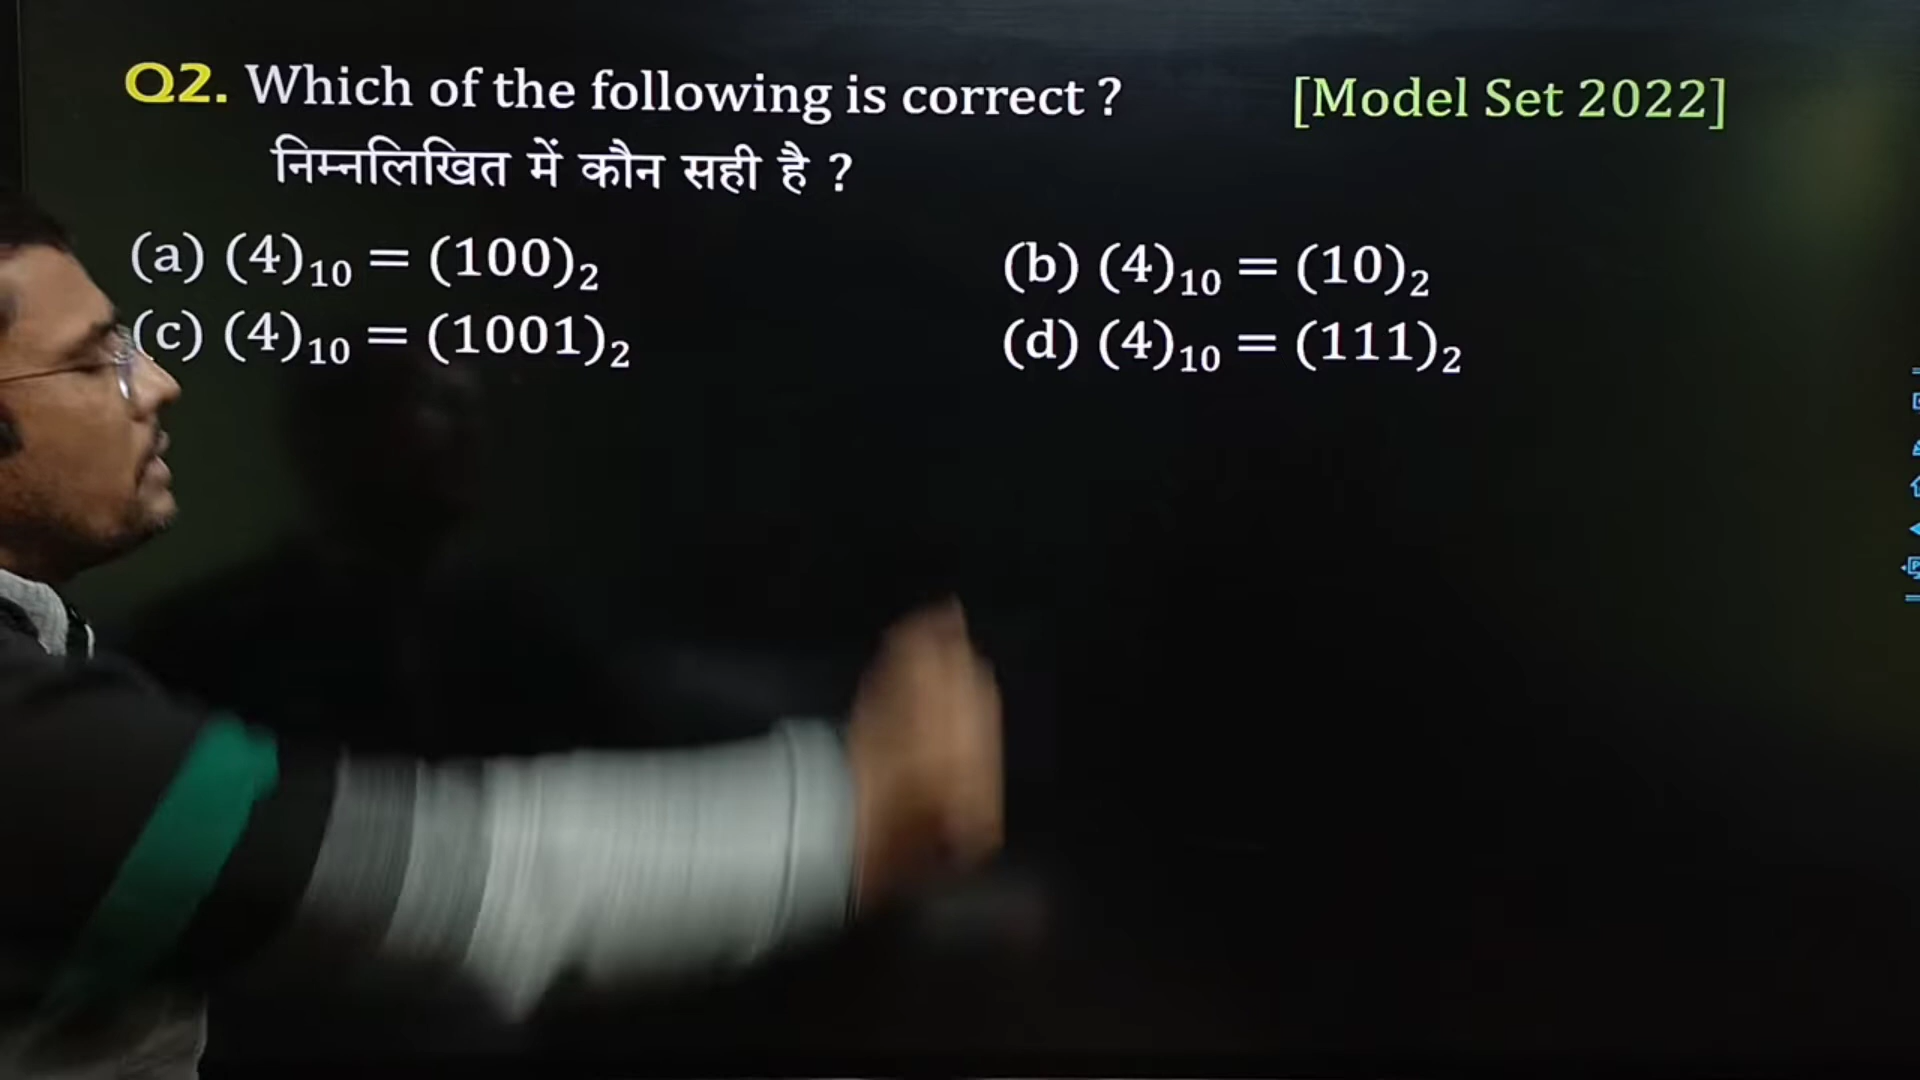 Q2. Which of the following is correct ? [Model Set 2022]
निम्नलिखित में कौन सही है ?
(a) (4)₁₀ = (100)₂ (b) (4)₁₀ = (10)₂
(c) (4)₁₀ = (1001)₂ (d) (4)₁₀ = (111)₂